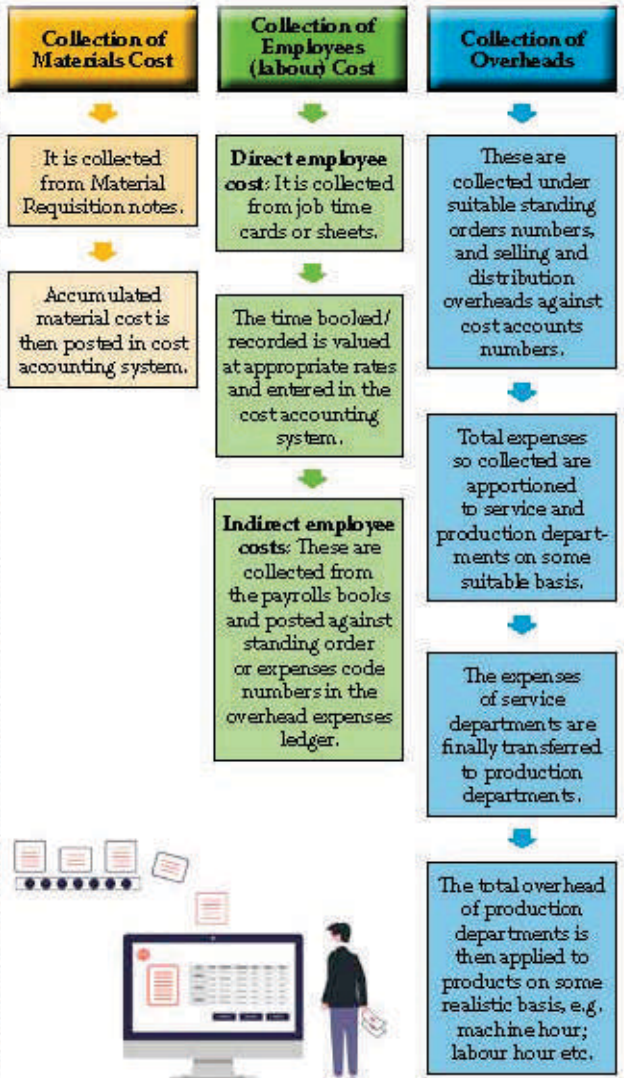 Collection of
Materials Cost
It is collected
from Material
Requisition notes.
Accumulated
material cost is
then posted in cost
accounting system.
Collection of
Employees
(labour) Cost
Direct employee
cost: It is collected
from job time
cards or sheets.
The time booked/
recorded is valued
at appropriate rates
and entered in the
cost accounting
system.
Indirect employee
costs: These are
collected from
the payrolls books
and posted against
standing order
or expenses code
numbers in the
overhead expenses
ledger.
Collection of
Overheads
These are
collected under
suitable standing
orders numbers,
and selling and
distribution
overheads against
cost accounts
numbers.
Total expenses
so collected are
apportioned
to service and
production depart-
ments on some
suitable basis.
The expenses
of service
departments are
finally transferred
to production
departments.
The total overhead
of production
departments is
then applied to
products on some
realistic basis, e.g.
machine hour;
labour hour etc.